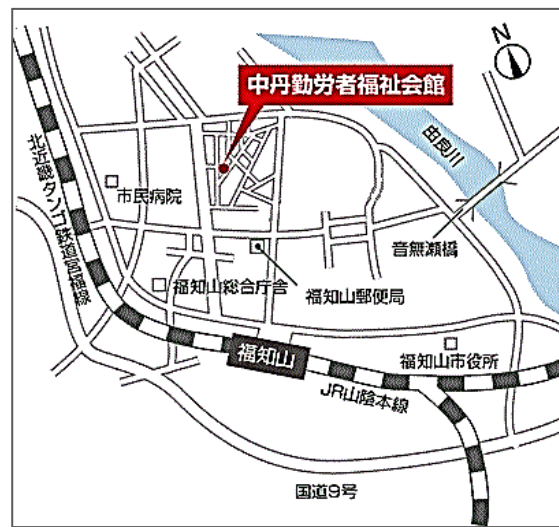 N
中丹勤労者福祉会館
由良川
北近畿タンゴ鉄道宮福線
市民病院
音無瀬橋
福知山総合庁舎
福知山郵便局
福知山
福知山市役所
JR山陰本線
国道9号